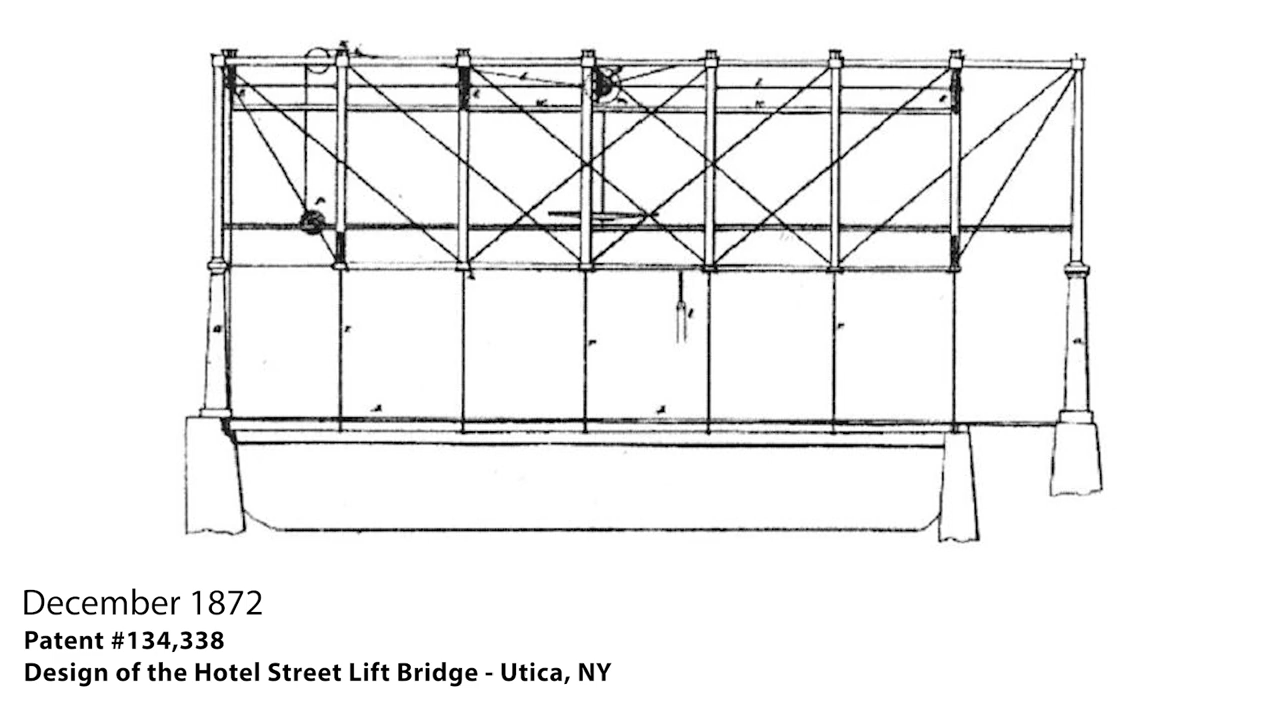 December 1872
Patent #134,338
Design of the Hotel Street Lift Bridge - Utica, NY